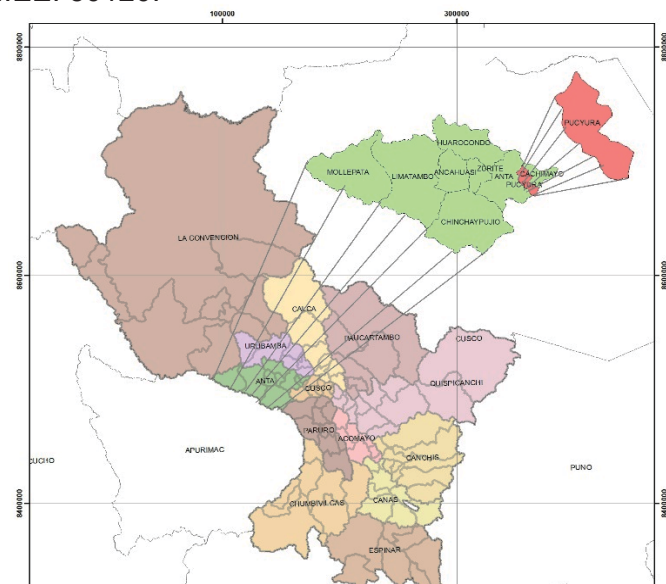 100000
300000
8800000
8800000
PUCYURA
HUAROCONDO
MOLLEPATA
LIMATAMBO
ANCAHUASI
ZURITE
ANTA
CACHIMAYO
PUCYURA
CHINCHAYPUJIO
LA CONVENCION
8600000
8600000
CALCA
URUBAMBA
PAUCARTAMBO
CUSCO
ANTA
CUSCO
QUISPICANCHI
PARURO
ACOMAYO
APURIMAC
CANCHIS
UCHO
PUNO
CHUMBIVILCAS
CANAS
8400000
8400000
ESPINAR